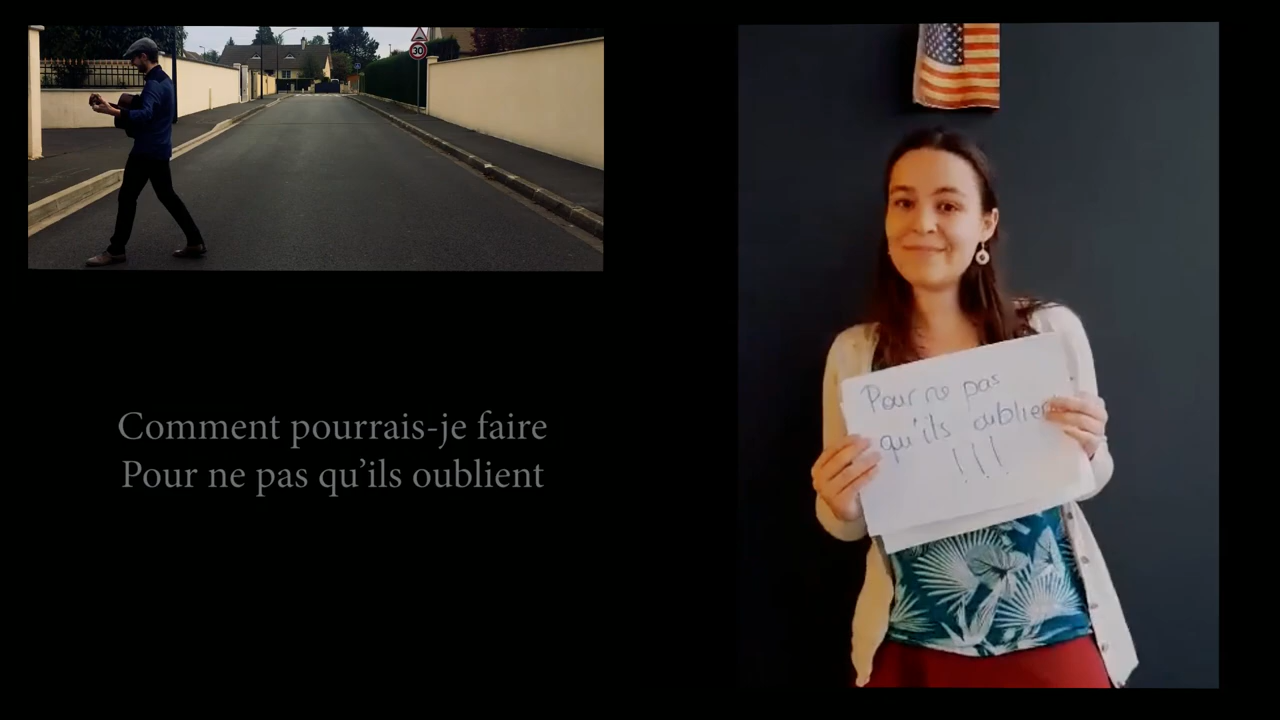 30
Comment pourrais-je faire
Pour ne pas qu'ils oublient
Pour ne pas
qu'ils oublient
!!!